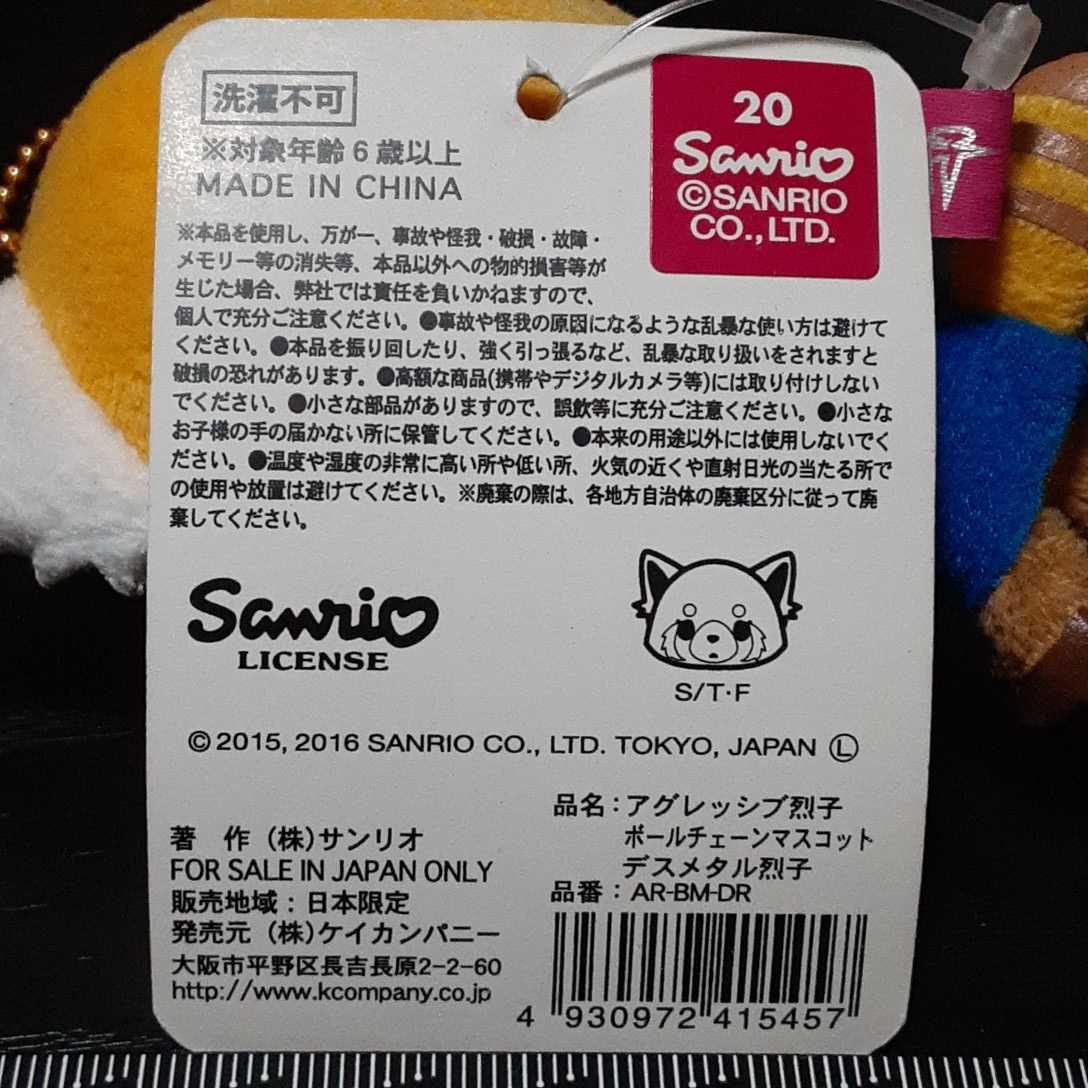 洗濯不可
※対象年齢6歳以上
MADE IN CHINA
20
Sanrio
©SANRIO
CO.,LTD.
※本品を使用し、万が一、事故や怪我・破損・故障・
メモリー等の消失等、本品以外への物的損害等が
生じた場合、弊社では責任を負いかねますので、
個人で充分ご注意ください。●事故や怪我の原因になるような乱暴な使い方は避けて
ください。●本品を振り回したり、強く引っ張るなど、乱暴な取り扱いをされますと
破損の恐れがあります。●高額な商品(携帯やデジタルカメラ等)には取り付けしない
でください。●小さな部品がありますので、誤飲等に充分ご注意ください。●小さな
お子様の手の届かない所に保管してください。●本来の用途以外には使用しないでく
ださい。●温度や湿度の非常に高い所や低い所、火気の近くや直射日光の当たる所で
の使用や放置は避けてください。※廃棄の際は、各地方自治体の廃棄区分に従って廃
棄してください。
Sanrio
LICENSE
S/T・F
©2015, 2016 SANRIO CO., LTD. TOKYO, JAPAN Ⓛ
著　作 (株)サンリオ
FOR SALE IN JAPAN ONLY
販売地域：日本限定
発売元 (株)ケイカンパニー
大阪市平野区長吉長原2-2-60
http://www.kcompany.co.jp
品名：アグレッシブ烈子
ボールチェーンマスコット
デスメタル烈子
品番：AR-BM-DR
4 930972 415457